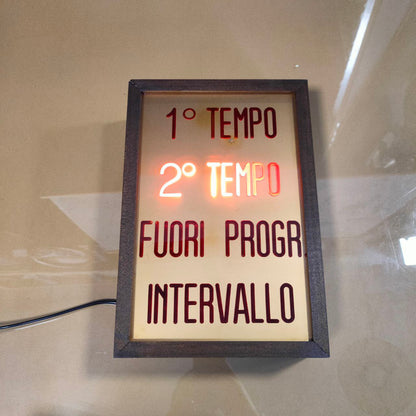 1° TEMPO
2° TEMPO
FUORI PROGR.
INTERVALLO